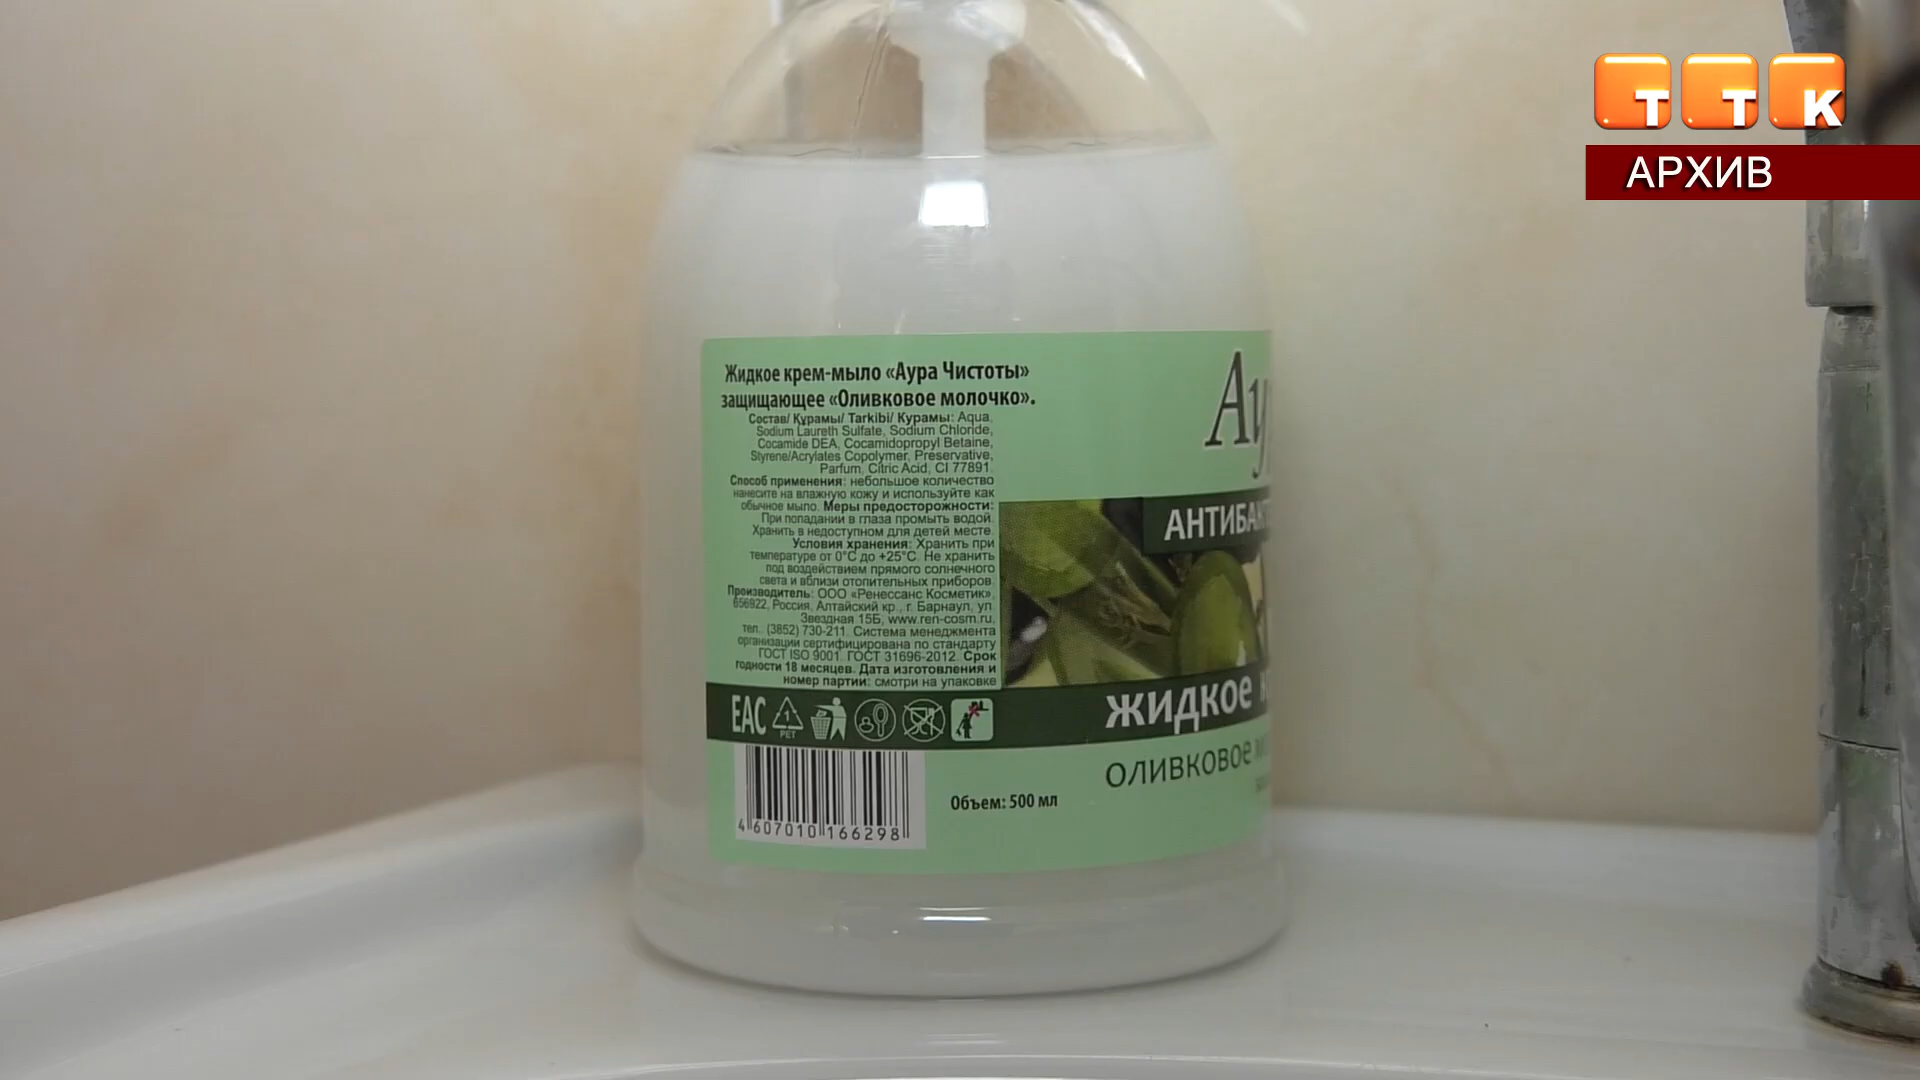 ТТК
АРХИВ
Жидкое крем-мыло «Аура Чистоты»
защищающее «Оливковое молочко».
Состав/ Құрамы/ Tarkibi/ Курамы: Aqua,
Sodium Laureth Sulfate, Sodium Chloride,
Cocamide DEA, Cocamidopropyl Betaine,
Styrene/Acrylates Copolymer, Preservative,
Parfum, Citric Acid, CI 77891.
Способ применения: небольшое количество
нанесите на влажную кожу и используйте как
обычное мыло. Меры предосторожности:
При попадании в глаза промыть водой.
Хранить в недоступном для детей месте.
Условия хранения: Хранить при
температуре от 0°С до +25°С. Не хранить
под воздействием прямого солнечного
света и вблизи отопительных приборов.
Производитель: ООО «Ренессанс Косметик»,
656922, Россия, Алтайский кр., г. Барнаул, ул.
Звездная 15Б, www.ren-cosm.ru,
тел. (3852) 730-211. Система менеджмента
организации сертифицирована по стандарту
ГОСТ ISO 9001. ГОСТ 31696-2012. Срок
годности 18 месяцев. Дата изготовления и
номер партии: смотри на упаковке
EAC 1 PET
4 607010 166298
Объем: 500 мл
Ау
АНТИБАК
ЖИДКОЕ
ОЛИВКОВОЕ